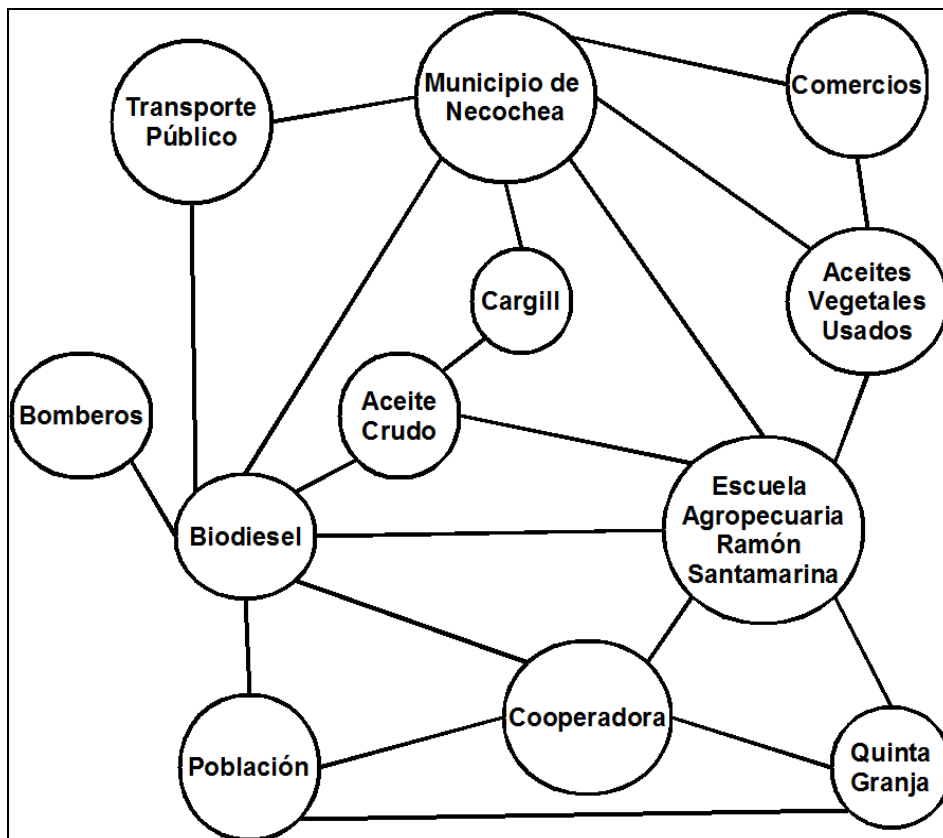 Transporte
Público
Municipio de
Necochea
Comercios
Cargill
Aceites
Vegetales
Usados
Bomberos
Aceite
Crudo
Biodiesel
Escuela
Agropecuaria
Ramón
Santamarina
Población
Cooperadora
Quinta
Granja